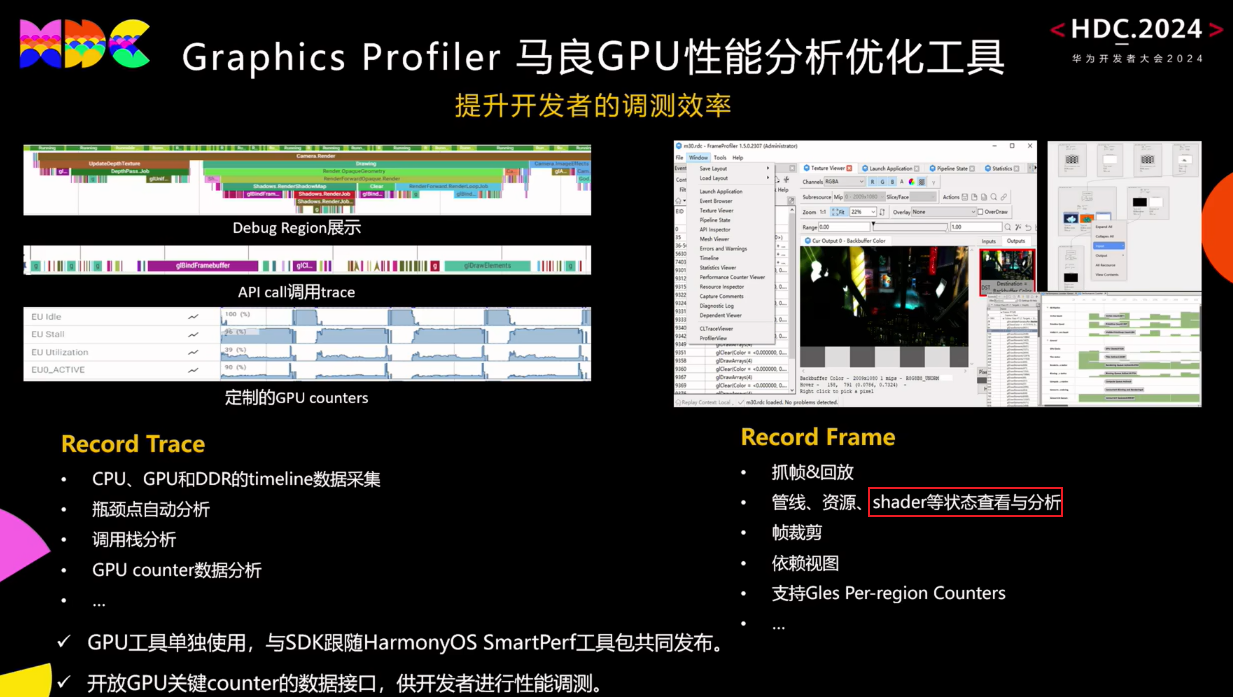 MDC
<HDC.2024>
华为开发者大会2024
Graphics Profiler 马良GPU性能分析优化工具
提升开发者的调测效率
Camera.Render
UpdateDepthTexture
Drawing
DepthPass.Job
Render.OpaqueGeometry
RenderForwardOpaque.Render
Shadows.RenderShadowMap
Clear
RenderForward.RenderLoopJob
Shadows.RenderJob
Debug Region展示
glBindFramebuffer
glCl...
glDrawElements
API call调用trace
EU Idle
100 (%)
EU Stall
96 (%)
EU Utilization
39 (%)
EU0_ACTIVE
90 (%)
定制的GPU counters
m30.rdc - FrameProfiler 1.5.0.2307 (Administrator)
File Window Tools Help
Save Layout
Load Layout
Launch Application
Event Browser
Texture Viewer
Pipeline State
API Inspector
Mesh Viewer
Errors and Warnings
Timeline
Statistics Viewer
Performance Counter Viewer
Resource Inspector
Capture Comments
Diagnostic Log
Dependent Viewer
CLTraceViewer
ProfilerView
Texture Viewer Launch Application Pipeline State Statistics
Channels RGBA R G B A
Subresource Mip Slice/Face Actions
Zoom 1:1 Fit 22% Overlay None OverDraw
Range 0.00 1.00
Cur Output 0 - Backbuffer Color
Inputs Outputs
9351 glClear(Color = <0.000000, 0...
9356 glDrawArrays(4)
9360 glClear(Color = <0.000000, 0...
9367 glDrawArrays(4)
9369 glClear(Color = <0.000000, 0...
Right click to pick a pixel
Replay Context: Local
m30.rdc loaded. No problems detected.
Record Trace
• CPU、GPU和DDR的timeline数据采集
• 瓶颈点自动分析
• 调用栈分析
• GPU counter数据分析
• ...
Record Frame
• 抓帧&回放
• 管线、资源、shader等状态查看与分析
• 帧裁剪
• 依赖视图
• 支持Gles Per-region Counters
• ...
✓ GPU工具单独使用，与SDK跟随HarmonyOS SmartPerf工具包共同发布。
✓ 开放GPU关键counter的数据接口，供开发者进行性能调测。